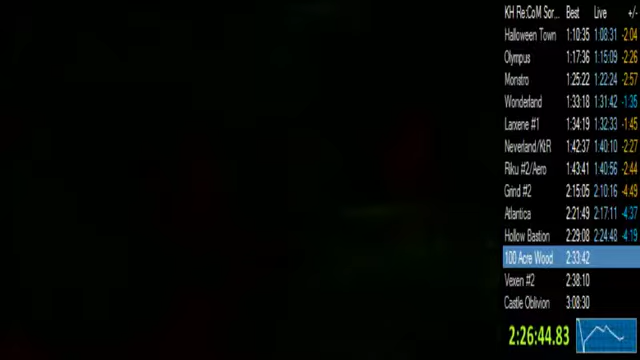 KH Re:CoM Sor... Best Live +/-
Halloween Town 1:10:35 1:08:31 -2:04
Olympus 1:17:36 1:15:09 -2:26
Monstro 1:25:22 1:22:24 -2:57
Wonderland 1:33:18 1:31:42 -1:35
Larxene #1 1:34:19 1:32:33 -1:45
Neverland/KtR 1:42:37 1:40:10 -2:27
Riku #2/Aero 1:43:41 1:40:56 -2:44
Grind #2 2:15:05 2:10:16 -4:49
Atlantica 2:21:49 2:17:11 -4:37
Hollow Bastion 2:29:08 2:24:48 -4:19
100 Acre Wood 2:33:42
Vexen #2 2:38:10
Castle Oblivion 3:08:30
2:26:44.83